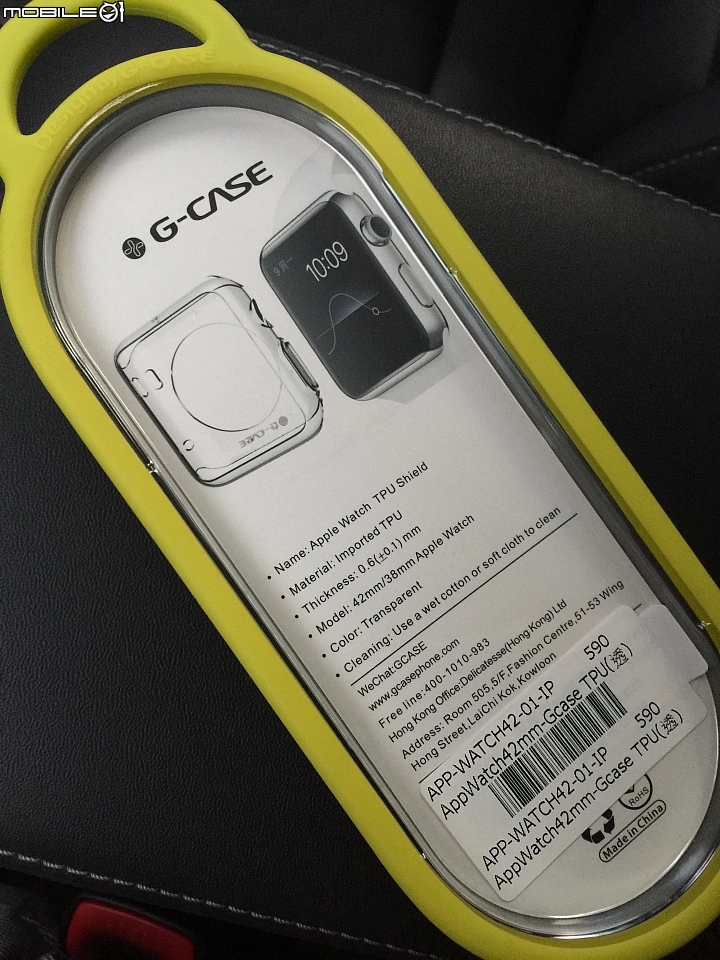 MOBILE01
Design by G-CASE
G-CASE
9 月一
10:09
G-CASE
• Name: Apple Watch TPU Shield
• Material: Imported TPU
• Thickness: 0.6(±0.1)mm
• Model: 42mm/38mm Apple Watch
• Color: Transparent
• Cleaning: Use a wet cotton or soft cloth to clean
WeChat:GCASE
www.gcasephone.com
Free line:400-1010-983
Hong Kong Office:Delicatesse(Hong Kong) Ltd
Address: Room 505,5/F,Fashion Centre,51-53 Wing
Hong Street,LaiChi Kok,Kowloon
APP-WATCH42-01-IP 590
AppWatch42mm-Gcase TPU(透)
APP-WATCH42-01-IP 590
AppWatch42mm-Gcase TPU(透)
RoHS
Made in China